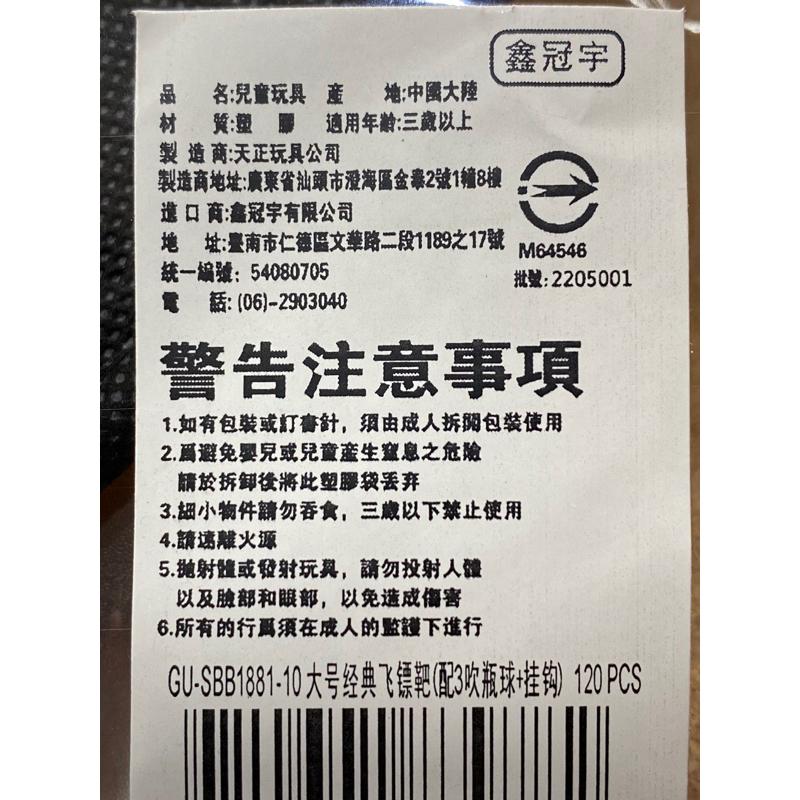 鑫冠宇
品 名:兒童玩具 產 地:中國大陸
材 質:塑 膠 適用年齡:三歲以上
製 造 商:天正玩具公司
製造商地址:廣東省汕頭市澄海區金泰2號1幢8樓
進 口 商:鑫冠宇有限公司
地 址:臺南市仁德區文華路二段1189之17號
統一編號: 54080705
電 話:(06)-2903040
M64546
批號:2205001
警告注意事項
1.如有包裝或訂書針，須由成人拆開包裝使用
2.爲避免嬰兒或兒童產生窒息之危險
請於拆卸後將此塑膠袋丟弃
3.細小物件請勿吞食，三歲以下禁止使用
4.請遠離火源
5.拋射體或發射玩具，請勿投射人體
以及臉部和眼部，以免造成傷害
6.所有的行爲須在成人的監護下進行
GU-SBB1881-10大号经典飞镖靶(配3吹瓶球+挂钩) 120PCS